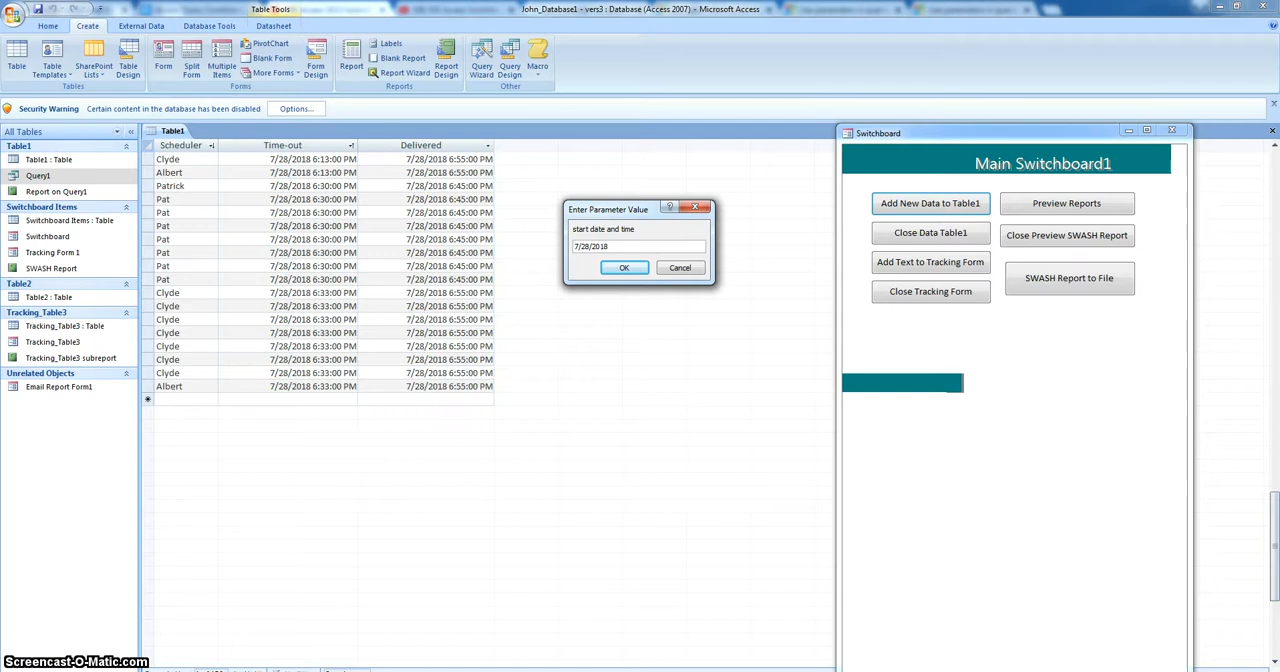 Table Tools
John_Database1 - vers3 : Database (Access 2007) - Microsoft Access
Home Create External Data Database Tools Datasheet
Table
Table Templates
SharePoint Lists
Table Design
Tables
Form
Split Form
Multiple Items
PivotChart
Blank Form
More Forms
Form Design
Forms
Report
Labels
Blank Report
Report Wizard
Report Design
Reports
Query Wizard
Query Design
Macro
Other
Security Warning Certain content in the database has been disabled Options...
All Tables
Table1
Table1 : Table
Query1
Report on Query1
Switchboard Items
Switchboard Items : Table
Switchboard
Tracking Form 1
SWASH Report
Table2
Table2 : Table
Tracking_Table3
Tracking_Table3 : Table
Tracking_Table3
Tracking_Table3 subreport
Unrelated Objects
Email Report Form1
Table1
Scheduler Time-out Delivered
Clyde 7/28/2018 6:13:00 PM 7/28/2018 6:55:00 PM
Albert 7/28/2018 6:13:00 PM 7/28/2018 6:55:00 PM
Patrick 7/28/2018 6:30:00 PM 7/28/2018 6:45:00 PM
Pat 7/28/2018 6:30:00 PM 7/28/2018 6:45:00 PM
Pat 7/28/2018 6:30:00 PM 7/28/2018 6:45:00 PM
Pat 7/28/2018 6:30:00 PM 7/28/2018 6:45:00 PM
Pat 7/28/2018 6:30:00 PM 7/28/2018 6:45:00 PM
Pat 7/28/2018 6:30:00 PM 7/28/2018 6:45:00 PM
Pat 7/28/2018 6:30:00 PM 7/28/2018 6:45:00 PM
Pat 7/28/2018 6:30:00 PM 7/28/2018 6:45:00 PM
Clyde 7/28/2018 6:33:00 PM 7/28/2018 6:55:00 PM
Clyde 7/28/2018 6:33:00 PM 7/28/2018 6:55:00 PM
Clyde 7/28/2018 6:33:00 PM 7/28/2018 6:55:00 PM
Clyde 7/28/2018 6:33:00 PM 7/28/2018 6:55:00 PM
Clyde 7/28/2018 6:33:00 PM 7/28/2018 6:55:00 PM
Clyde 7/28/2018 6:33:00 PM 7/28/2018 6:55:00 PM
Clyde 7/28/2018 6:33:00 PM 7/28/2018 6:55:00 PM
Albert 7/28/2018 6:33:00 PM 7/28/2018 6:55:00 PM
Enter Parameter Value
start date and time
7/28/2018
OK Cancel
Switchboard
Main Switchboard1
Add New Data to Table1 Preview Reports
Close Data Table1 Close Preview SWASH Report
Add Text to Tracking Form
SWASH Report to File
Close Tracking Form
Screencast-O-Matic.com